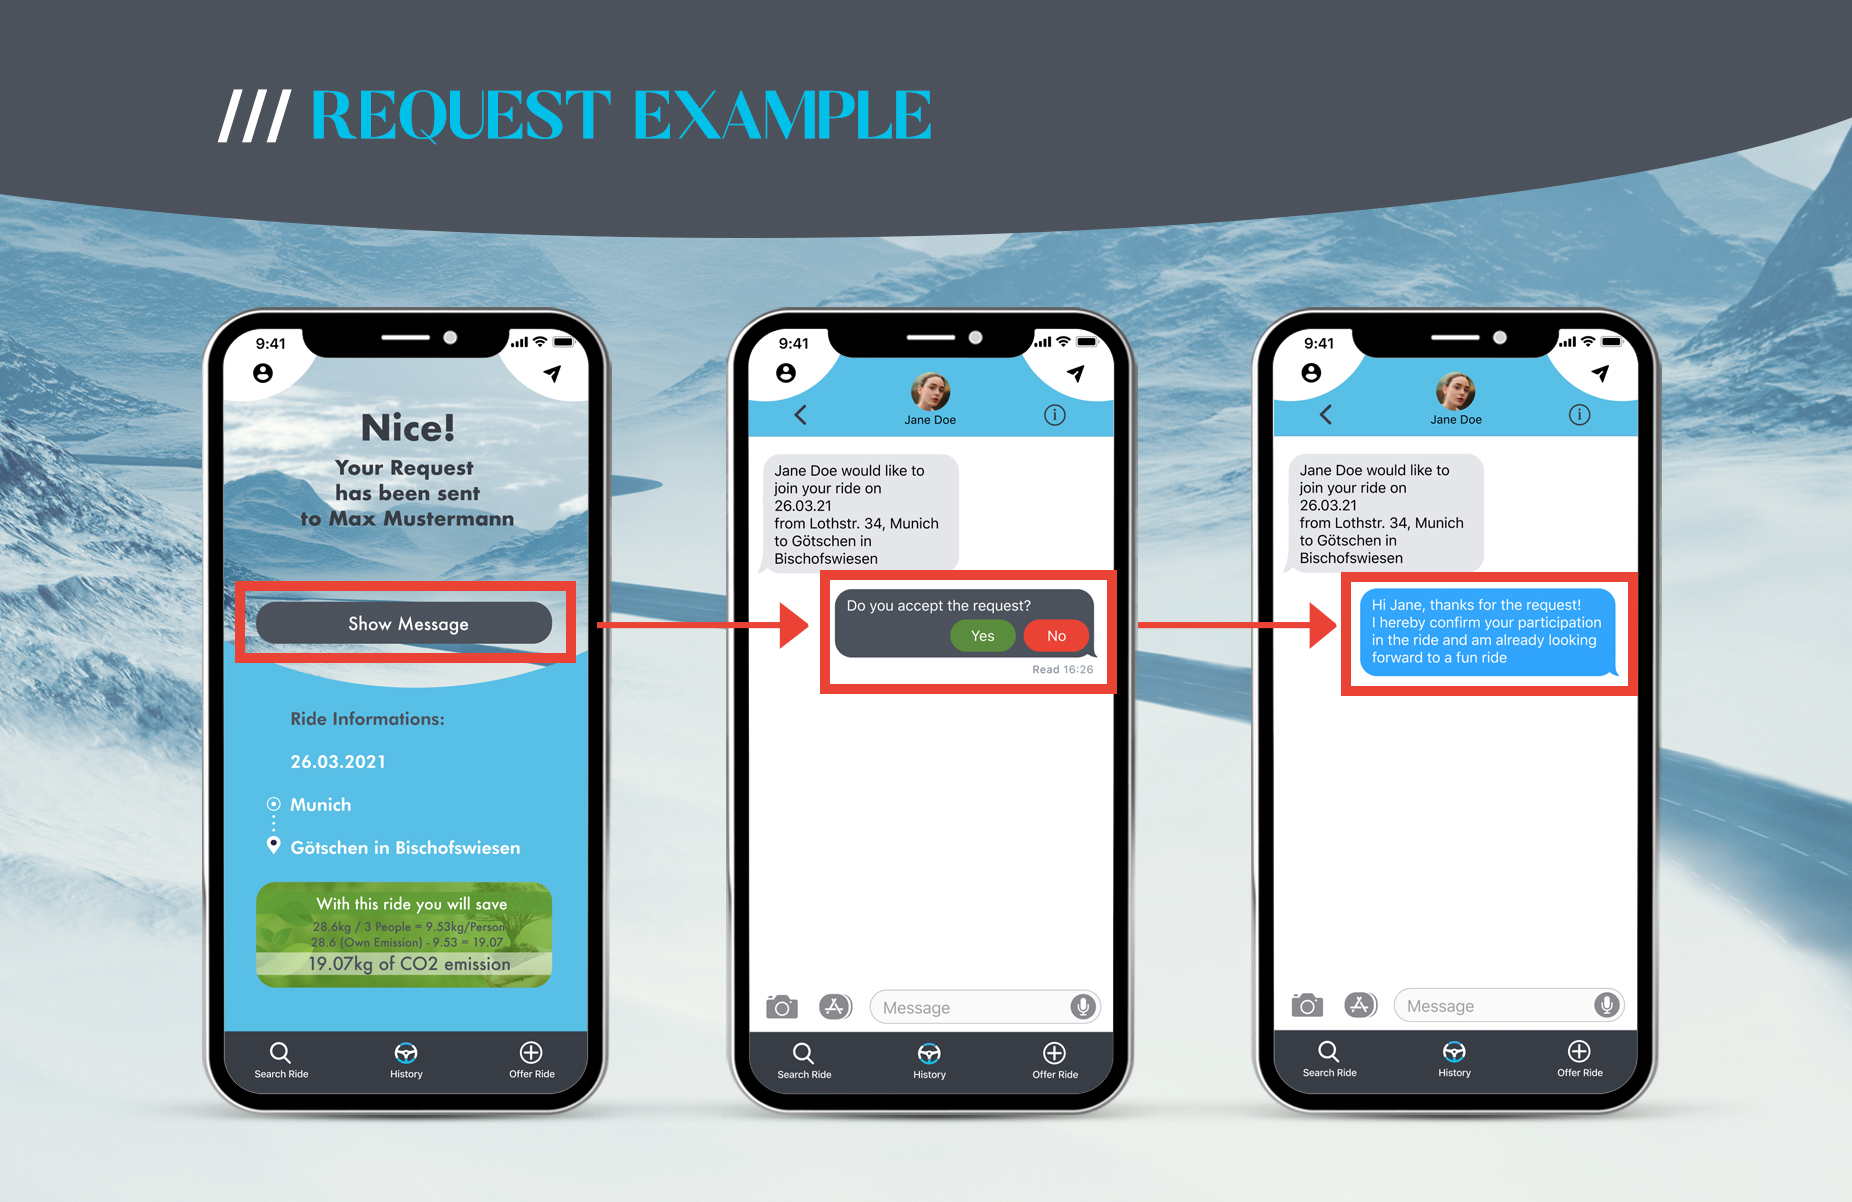 /// REQUEST EXAMPLE
9:41
Nice!
Your Request
has been sent
to Max Mustermann
Show Message
Ride Informations:
26.03.2021
Munich
Götschen in Bischofswiesen
With this ride you will save
28.6kg / 3 People = 9.53kg/Person
28.6 (Own Emission) - 9.53 = 19.07
19.07kg of CO2 emission
Search Ride
History
Offer Ride
9:41
Jane Doe
Jane Doe would like to
join your ride on
26.03.21
from Lothstr. 34, Munich
to Götschen in
Bischofswiesen
Do you accept the request?
Yes
No
Read 16:26
Message
Search Ride
History
Offer Ride
9:41
Jane Doe
Jane Doe would like to
join your ride on
26.03.21
from Lothstr. 34, Munich
to Götschen in
Bischofswiesen
Hi Jane, thanks for the request!
I hereby confirm your participation
in the ride and am already looking
forward to a fun ride
Message
Search Ride
History
Offer Ride